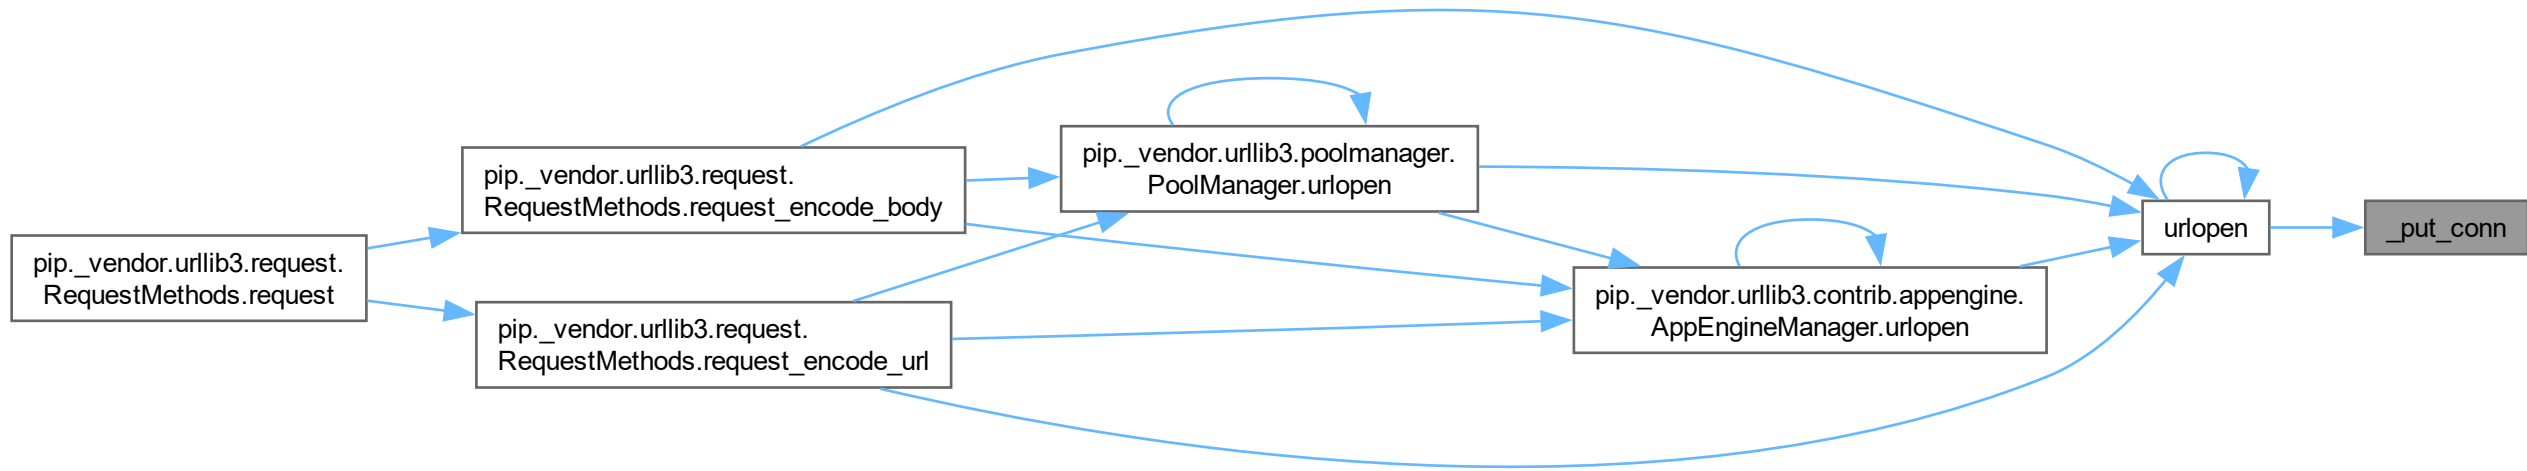 pip._vendor.urllib3.request.
RequestMethods.request
pip._vendor.urllib3.request.
RequestMethods.request_encode_body
pip._vendor.urllib3.request.
RequestMethods.request_encode_url
pip._vendor.urllib3.poolmanager.
PoolManager.urlopen
pip._vendor.urllib3.contrib.appengine.
AppEngineManager.urlopen
urlopen
_put_conn